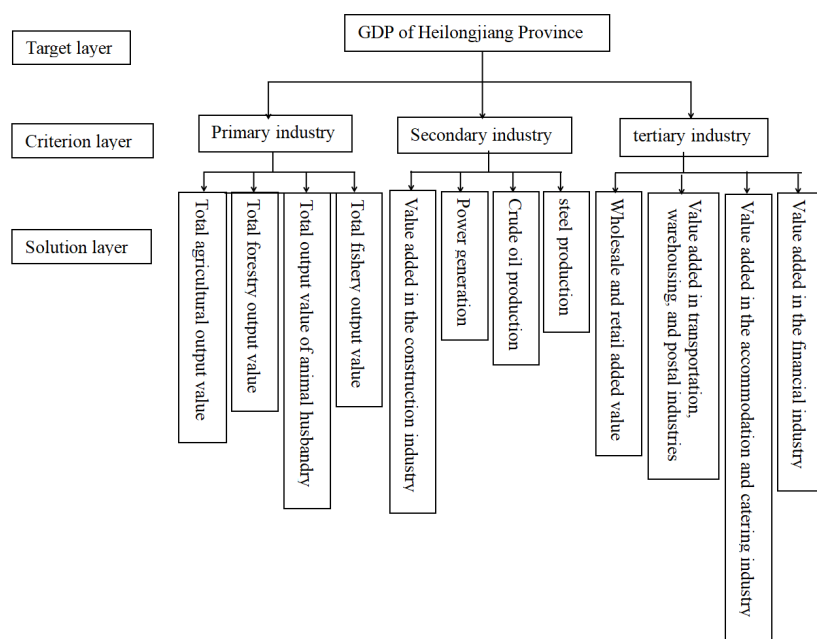 GDP of Heilongjiang Province
Target layer
Primary industry
Secondary industry
tertiary industry
Criterion layer
Solution layer
Total agricultural output value
Total forestry output value
Total output value of animal husbandry
Total fishery output value
Value added in the construction industry
Power generation
Crude oil production
steel production
Wholesale and retail added value
Value added in transportation,
warehousing, and postal industries
Value added in the accommodation and catering industry
Value added in the financial industry